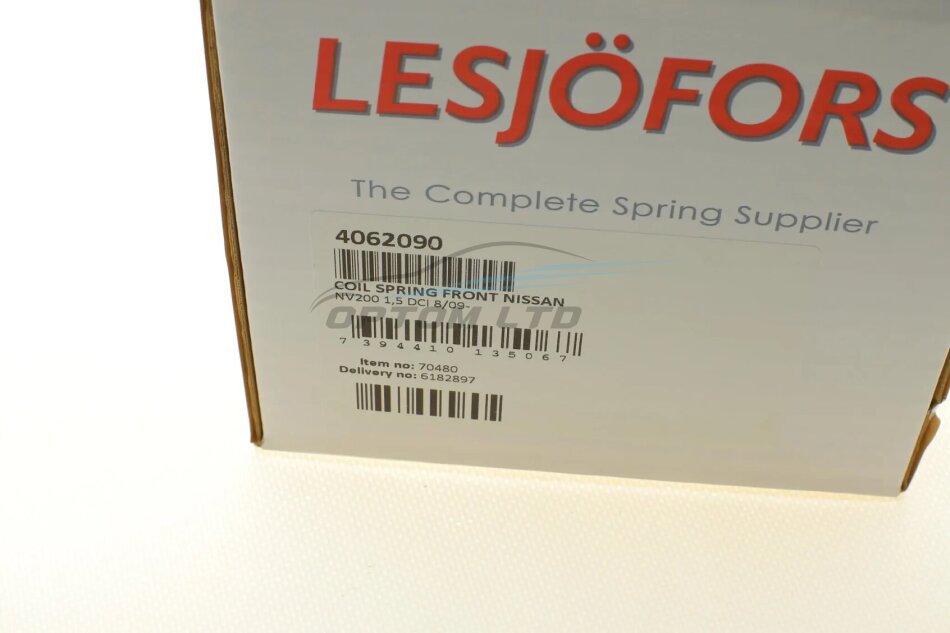 LESJÖFORS
The Complete Spring Supplier
4062090
COIL SPRING FRONT NISSAN
NV200 1,5 DCI 8/09-
OPTOM LTD
7 394410 135067
Item no: 70480
Delivery no: 6182897